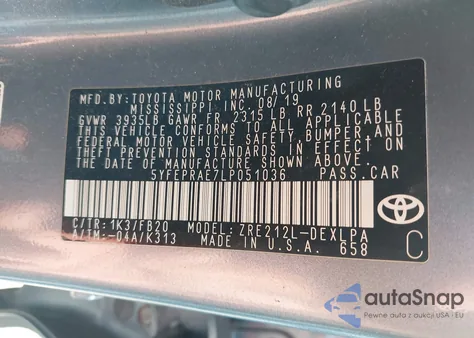 MFD. BY: TOYOTA MOTOR MANUFACTURING
MISSISSIPPI, INC. 08/19
GVWR 3935LB GAWR FR 2315 LB RR 2140 LB
THIS VEHICLE CONFORMS TO ALL APPLICABLE
FEDERAL MOTOR VEHICLE SAFETY, BUMPER, AND
THEFT PREVENTION STANDARDS IN EFFECT ON
THE DATE OF MANUFACTURE SHOWN ABOVE.
5YFEPRAE7LP051036 PASS.CAR
C/TR: 1K3/FB20 MODEL: ZRE212L-DEXLPA
A/TM: -04A/K313 MADE IN U.S.A. 658
TOYOTA
C
autoSnap
Pewne auta z aukcji USA i EU